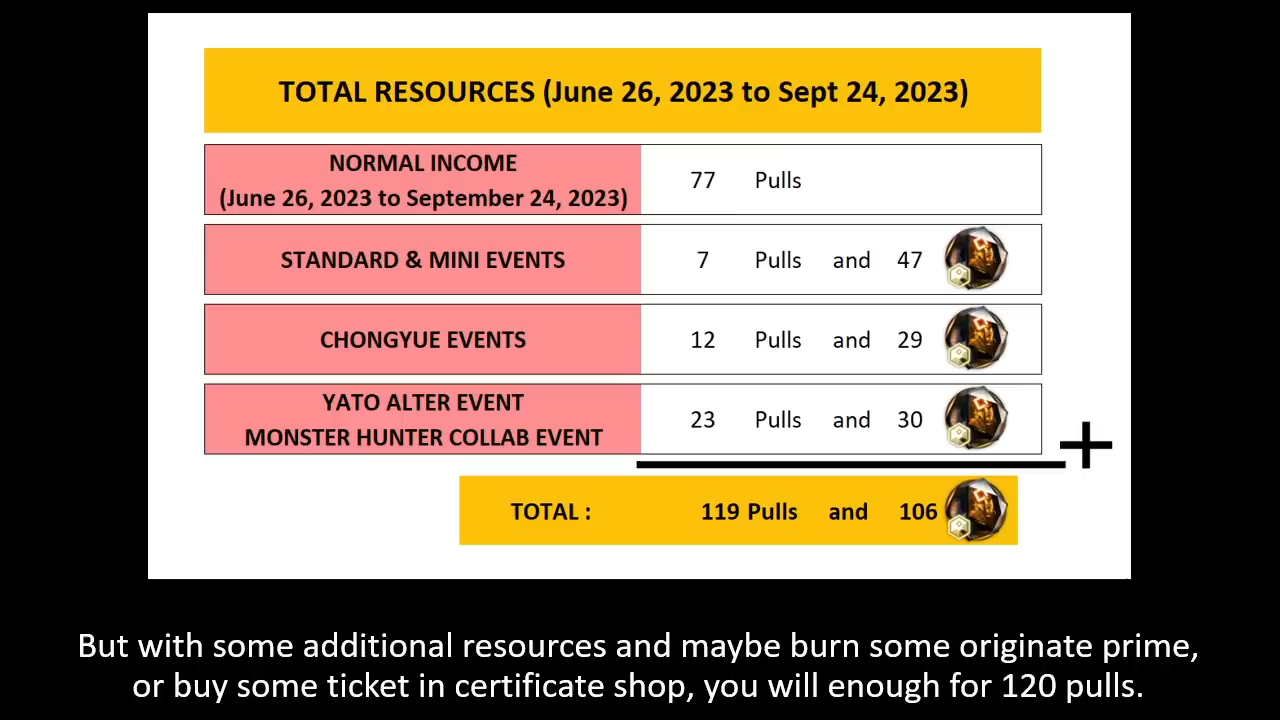 TOTAL RESOURCES (June 26, 2023 to Sept 24, 2023)
NORMAL INCOME
(June 26, 2023 to September 24, 2023)
77 Pulls
STANDARD & MINI EVENTS
7 Pulls and 47
CHONGYUE EVENTS
12 Pulls and 29
YATO ALTER EVENT
MONSTER HUNTER COLLAB EVENT
23 Pulls and 30
+
TOTAL : 119 Pulls and 106
But with some additional resources and maybe burn some originate prime,
or buy some ticket in certificate shop, you will enough for 120 pulls.